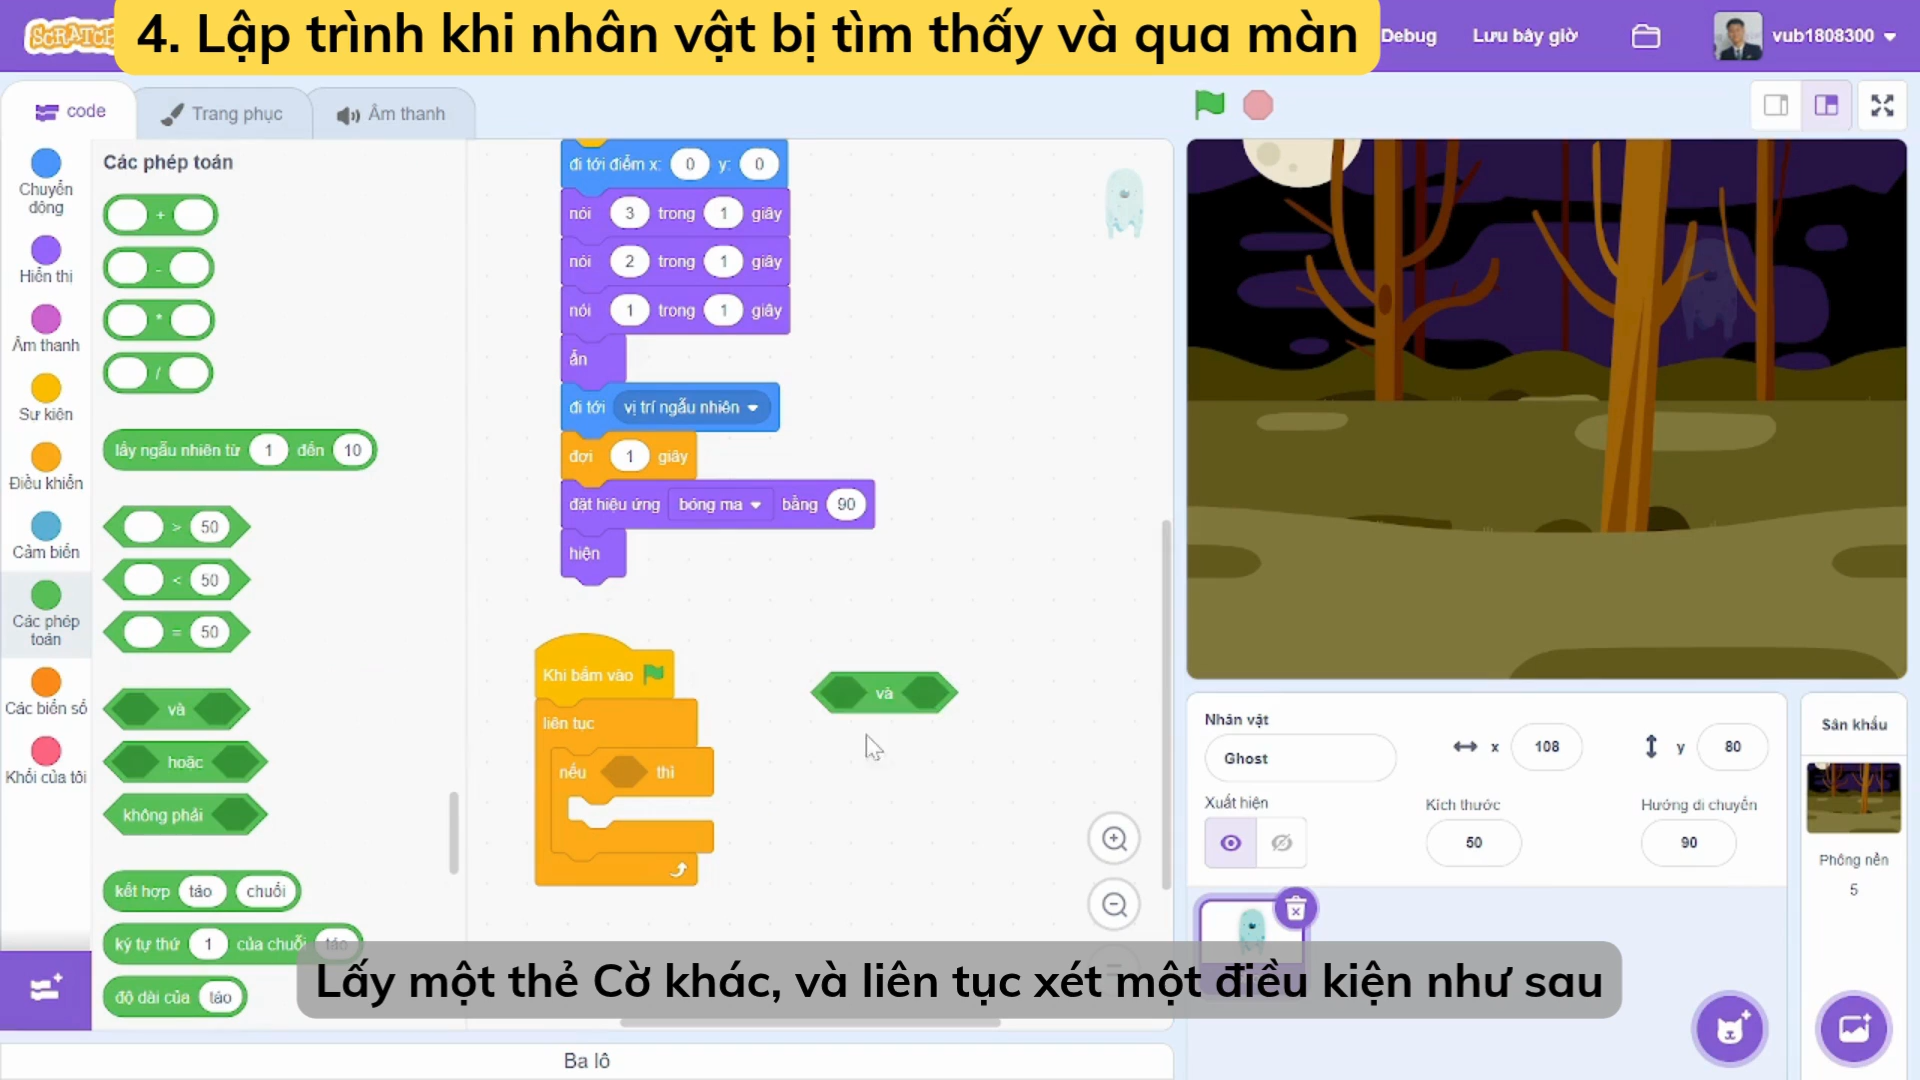 SCRATCH
4. Lập trình khi nhân vật bị tìm thấy và qua màn
Debug
Lưu bây giờ
vub1808300
code
Trang phục
Âm thanh
Chuyển động
Hiển thị
Âm thanh
Sự kiện
Điều khiển
Cảm biến
Các phép toán
Các biến số
Khối của tôi
Các phép toán
+
-
*
/
lấy ngẫu nhiên từ 1 đến 10
> 50
< 50
= 50
và
hoặc
không phải
kết hợp táo chuối
ký tự thứ 1 của chuỗi táo
độ dài của táo
đi tới điểm x: 0 y: 0
nói 3 trong 1 giây
nói 2 trong 1 giây
nói 1 trong 1 giây
ẩn
đi tới vị trí ngẫu nhiên
đợi 1 giây
đặt hiệu ứng bóng ma bằng 90
hiện
Khi bấm vào
liên tục
nếu thì
và
Nhân vật
Ghost
x 108
y 80
Xuất hiện
Kích thước
50
Hướng di chuyển
90
Sân khấu
Phông nền
5
Lấy một thẻ Cờ khác, và liên tục xét một điều kiện như sau
Ba lô